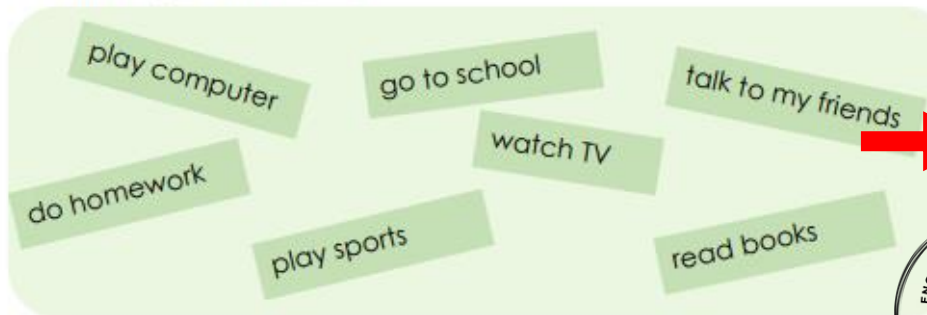 play computer
go to school
talk to my friends
watch TV
do homework
play sports
read books